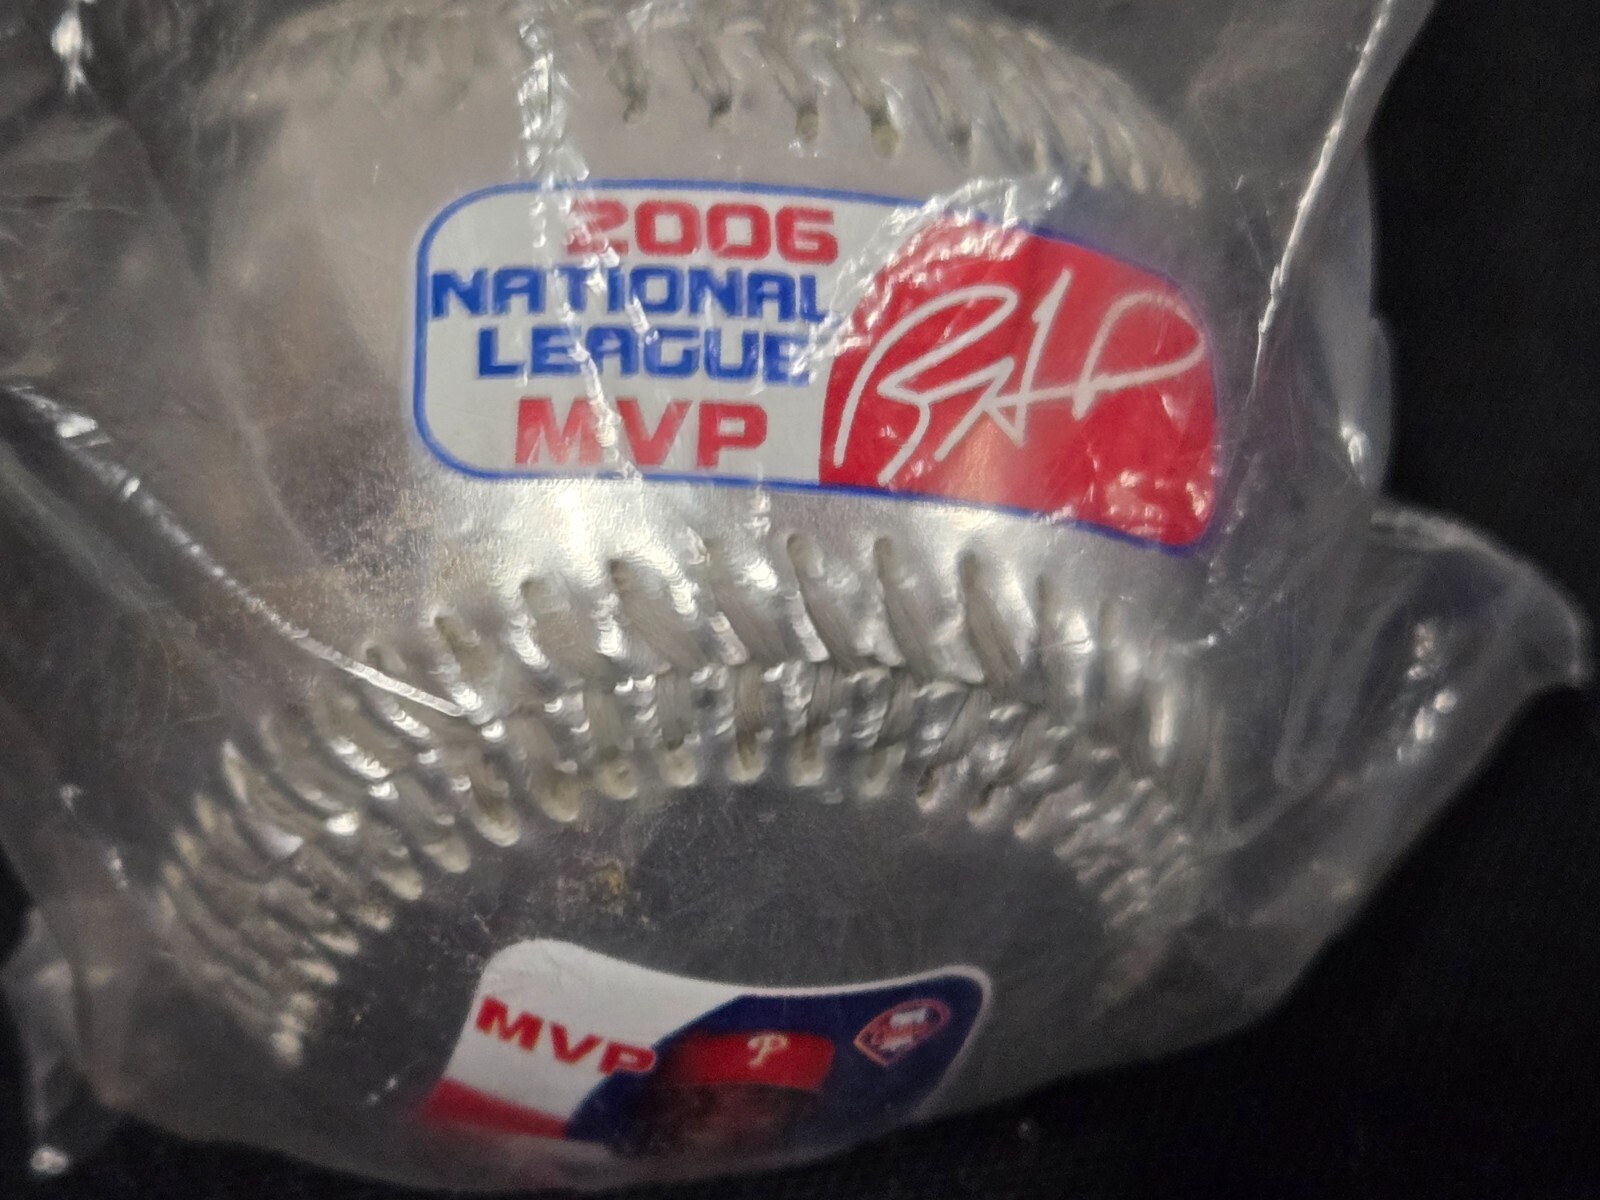 2006
NATIONAL
LEAGUE
MVP
MVP
P